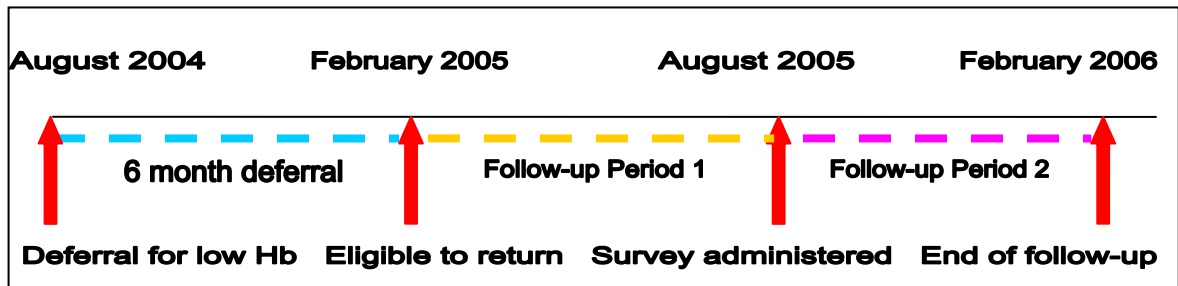 August 2004 February 2005 August 2005 February 2006
6 month deferral Follow-up Period 1 Follow-up Period 2
Deferral for low Hb Eligible to return Survey administered End of follow-up